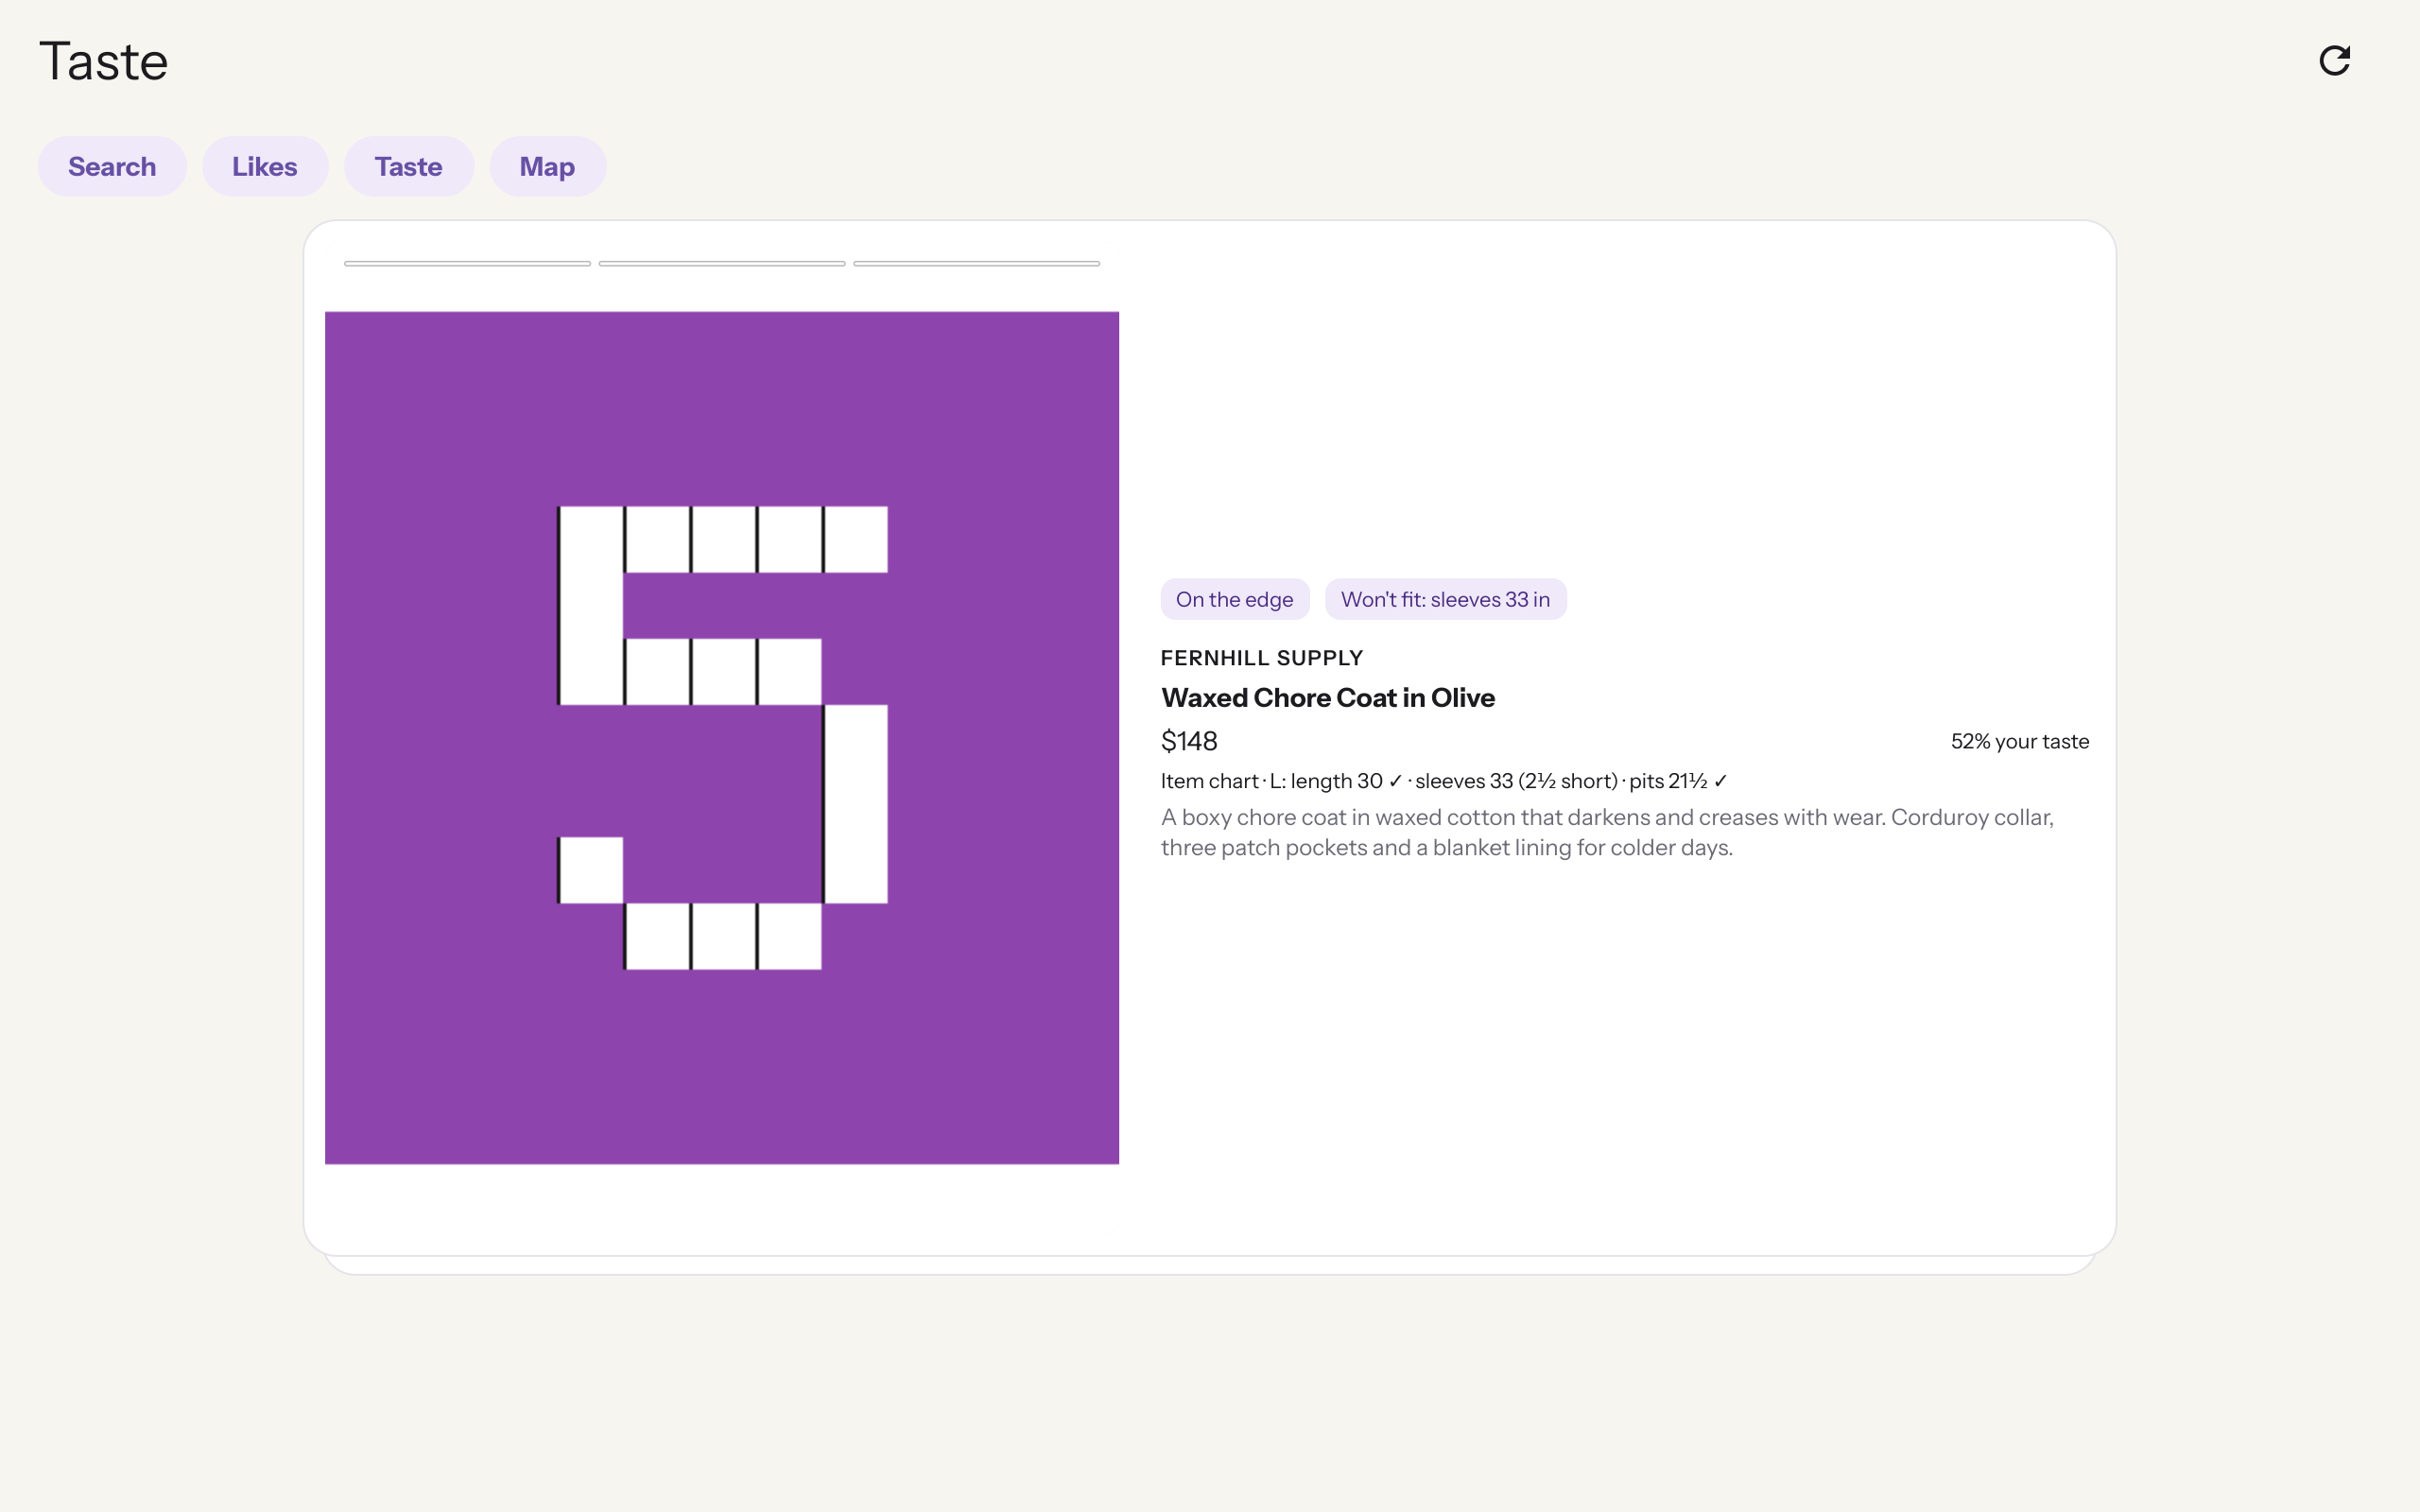 Taste
Search Likes Taste Map
5
On the edge Won't fit: sleeves 33 in
FERNHILL SUPPLY
Waxed Chore Coat in Olive
$148 52% your taste
Item chart · L: length 30 ✓ · sleeves 33 (2½ short) · pits 21½ ✓
A boxy chore coat in waxed cotton that darkens and creases with wear. Corduroy collar,
three patch pockets and a blanket lining for colder days.